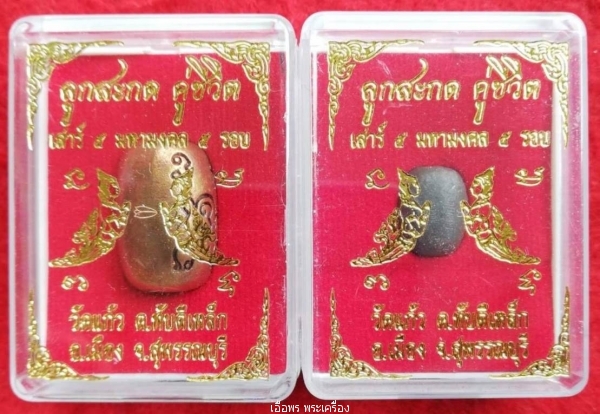 ลูกสะกด คู่ชีวิต
เสาร์ ๕ มหามงคล ๕ รอบ
วัดแก้ว ต.ทับตีเหล็ก
อ.เมือง จ.สุพรรณบุรี
ลูกสะกด คู่ชีวิต
เสาร์ ๕ มหามงคล ๕ รอบ
วัดแก้ว ต.ทับตีเหล็ก
อ.เมือง จ.สุพรรณบุรี
เอื้อพร พระเครื่อง